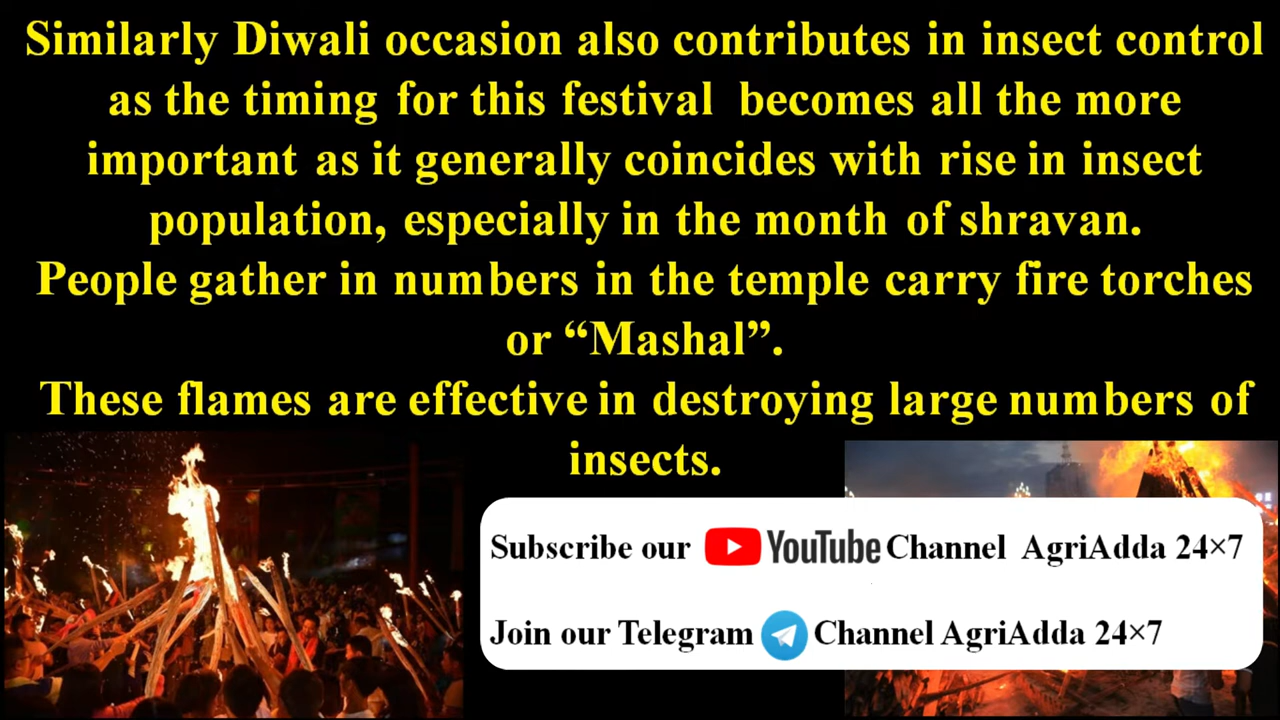 Similarly Diwali occasion also contributes in insect control
as the timing for this festival becomes all the more
important as it generally coincides with rise in insect
population, especially in the month of shravan.
People gather in numbers in the temple carry fire torches
or “Mashal”.
These flames are effective in destroying large numbers of
insects.
Subscribe our YouTube Channel AgriAdda 24×7
Join our Telegram Channel AgriAdda 24×7